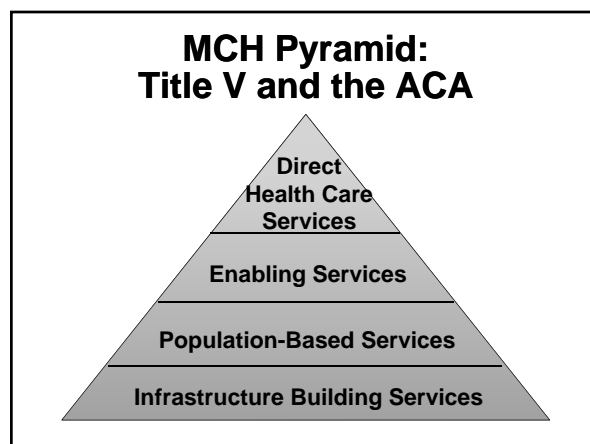 MCH Pyramid:
Title V and the ACA
Direct
Health Care
Services
Enabling Services
Population-Based Services
Infrastructure Building Services